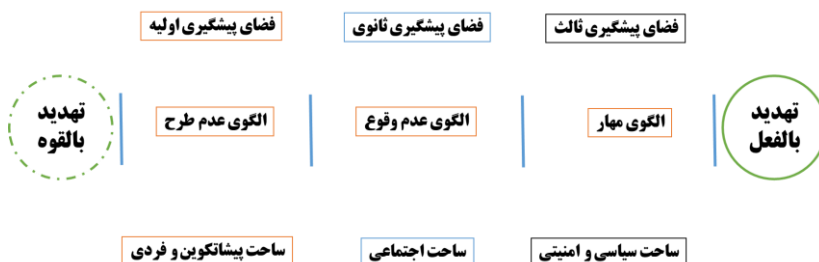 فضای پیشگیری ثالث
فضای پیشگیری ثانوی
فضای پیشگیری اولیه
تهدید
بالفعل
الگوی مهار
الگوی عدم وقوع
الگوی عدم طرح
تهدید
بالقوه
ساحت سیاسی و امنیتی
ساحت اجتماعی
ساحت پیشاتکوین و فردی